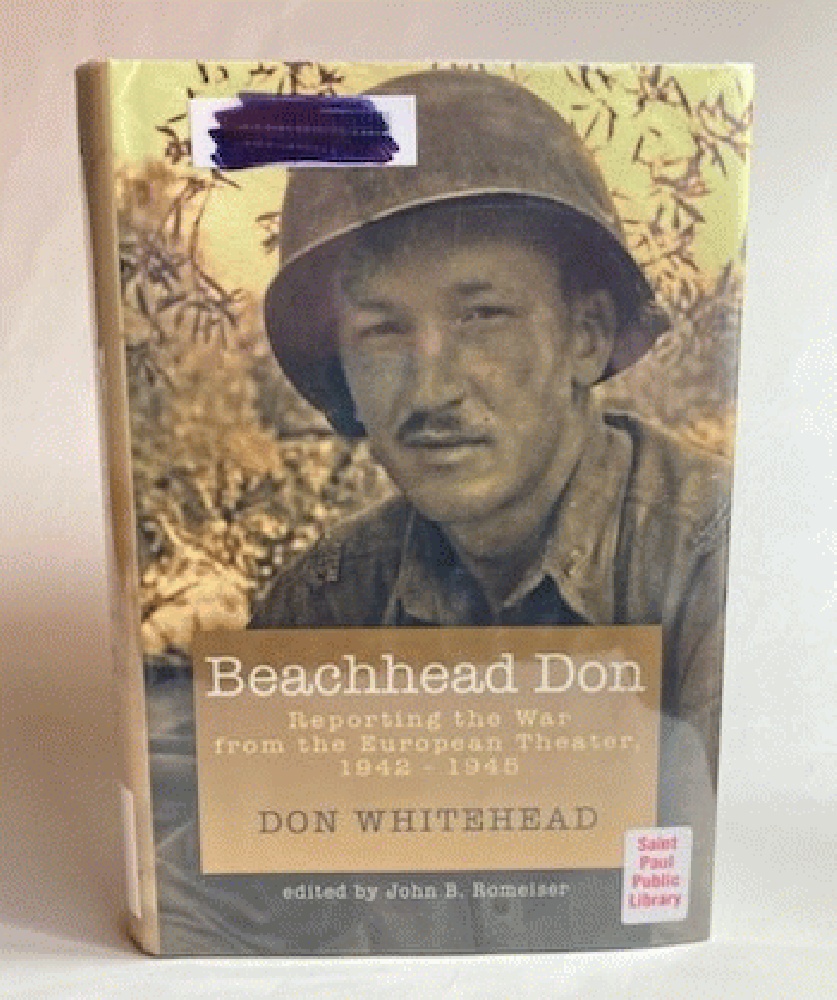 Beachhead Don
Reporting the War
from the European Theater,
1942 - 1945
DON WHITEHEAD
edited by John B. Romeiser
Saint
Paul
Public
Library